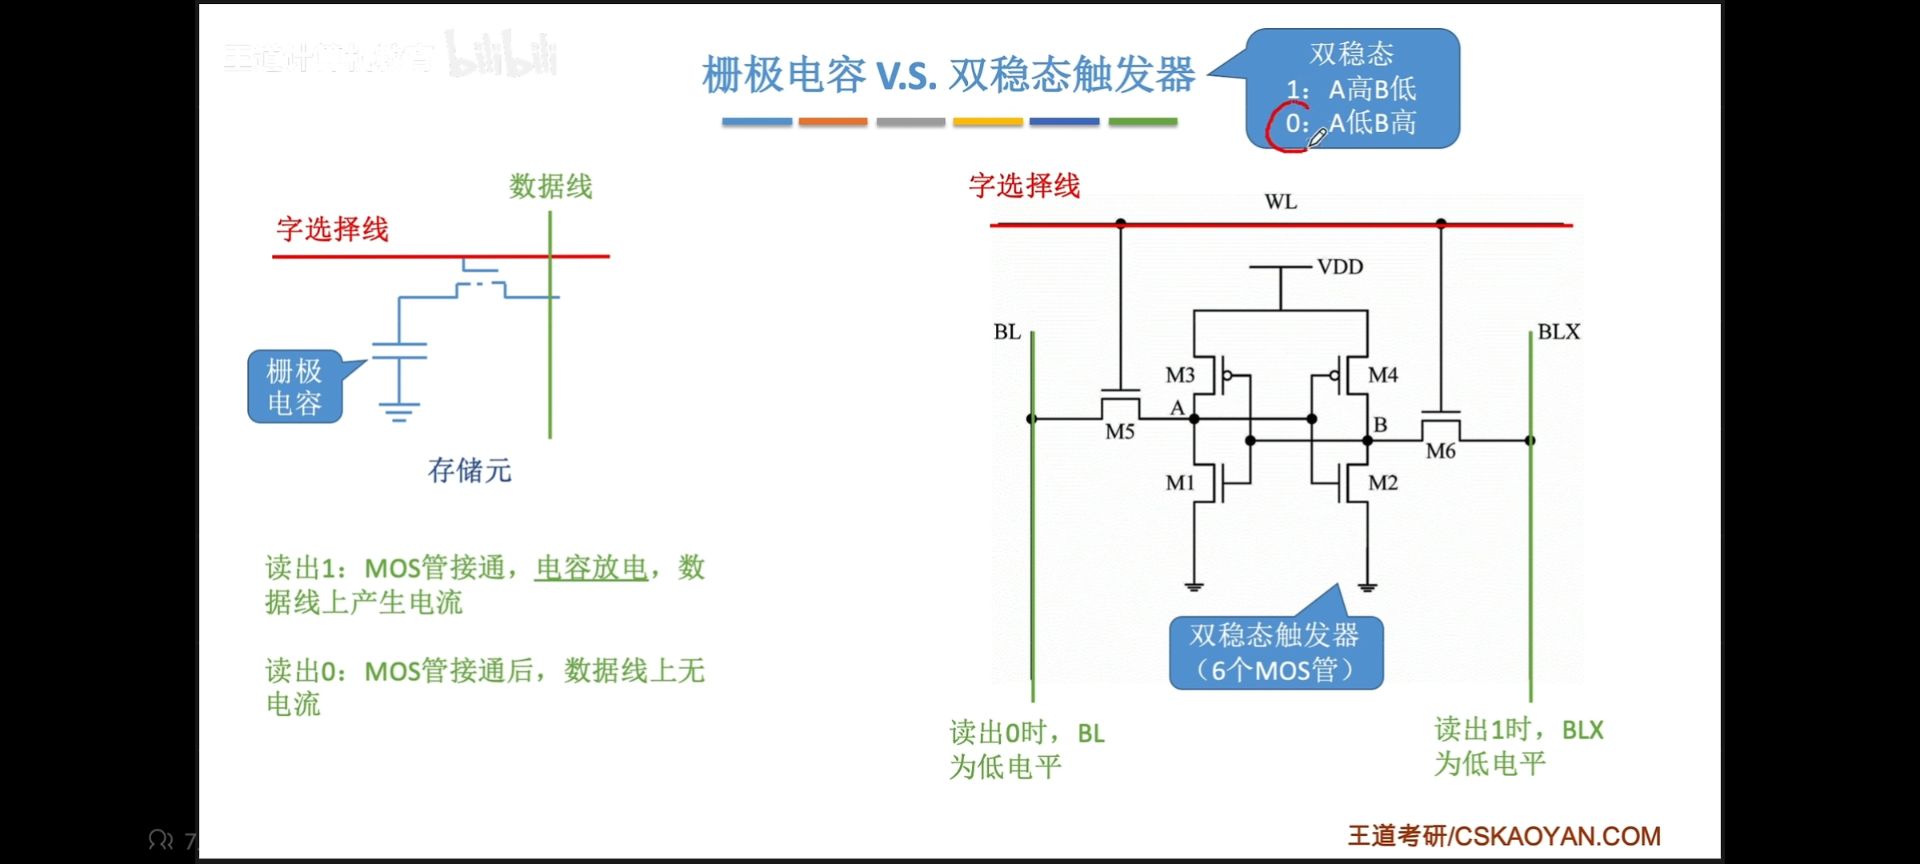 王道计算机教育 bilibili
栅极电容 V.S. 双稳态触发器
双稳态
1：A高B低
0：A低B高
数据线
字选择线
栅极
电容
存储元
读出1：MOS管接通，电容放电，数
据线上产生电流
读出0：MOS管接通后，数据线上无
电流
字选择线
WL
VDD
BL
BLX
M3
M4
A
B
M5
M6
M1
M2
双稳态触发器
（6个MOS管）
读出0时，BL
为低电平
读出1时，BLX
为低电平
王道考研/CSKAOYAN.COM
7